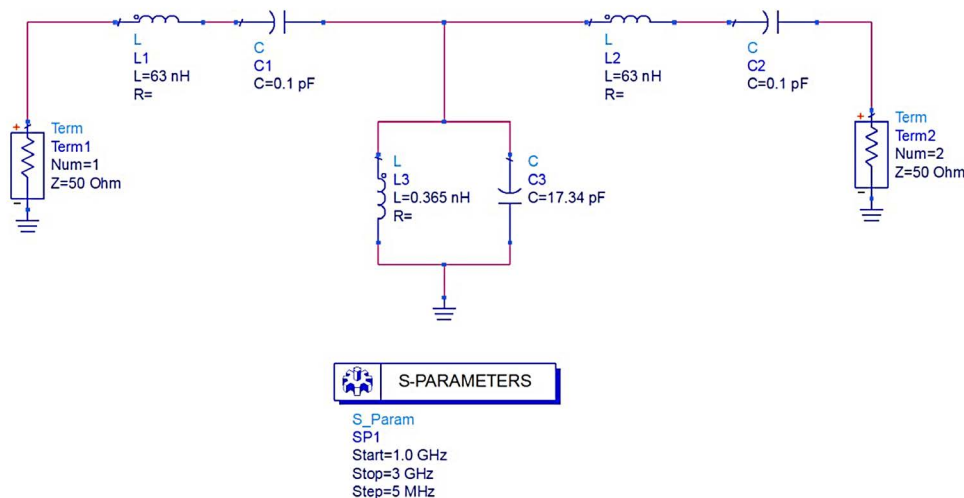 L
L1
L=63 nH
R=
C
C1
C=0.1 pF
L
L2
L=63 nH
R=
C
C2
C=0.1 pF
+
Term
Term1
Num=1
Z=50 Ohm
-
L
L3
L=0.365 nH
R=
C
C3
C=17.34 pF
+
Term
Term2
Num=2
Z=50 Ohm
-
S-PARAMETERS
S_Param
SP1
Start=1.0 GHz
Stop=3 GHz
Step=5 MHz